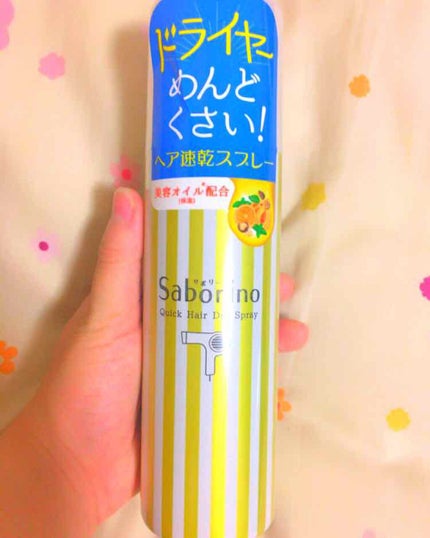 ドライヤー
めんど
くさい!
ヘア速乾スプレー
美容オイル*配合
(保湿)
サボリーノ
Saborino
Quick Hair Dry Spray